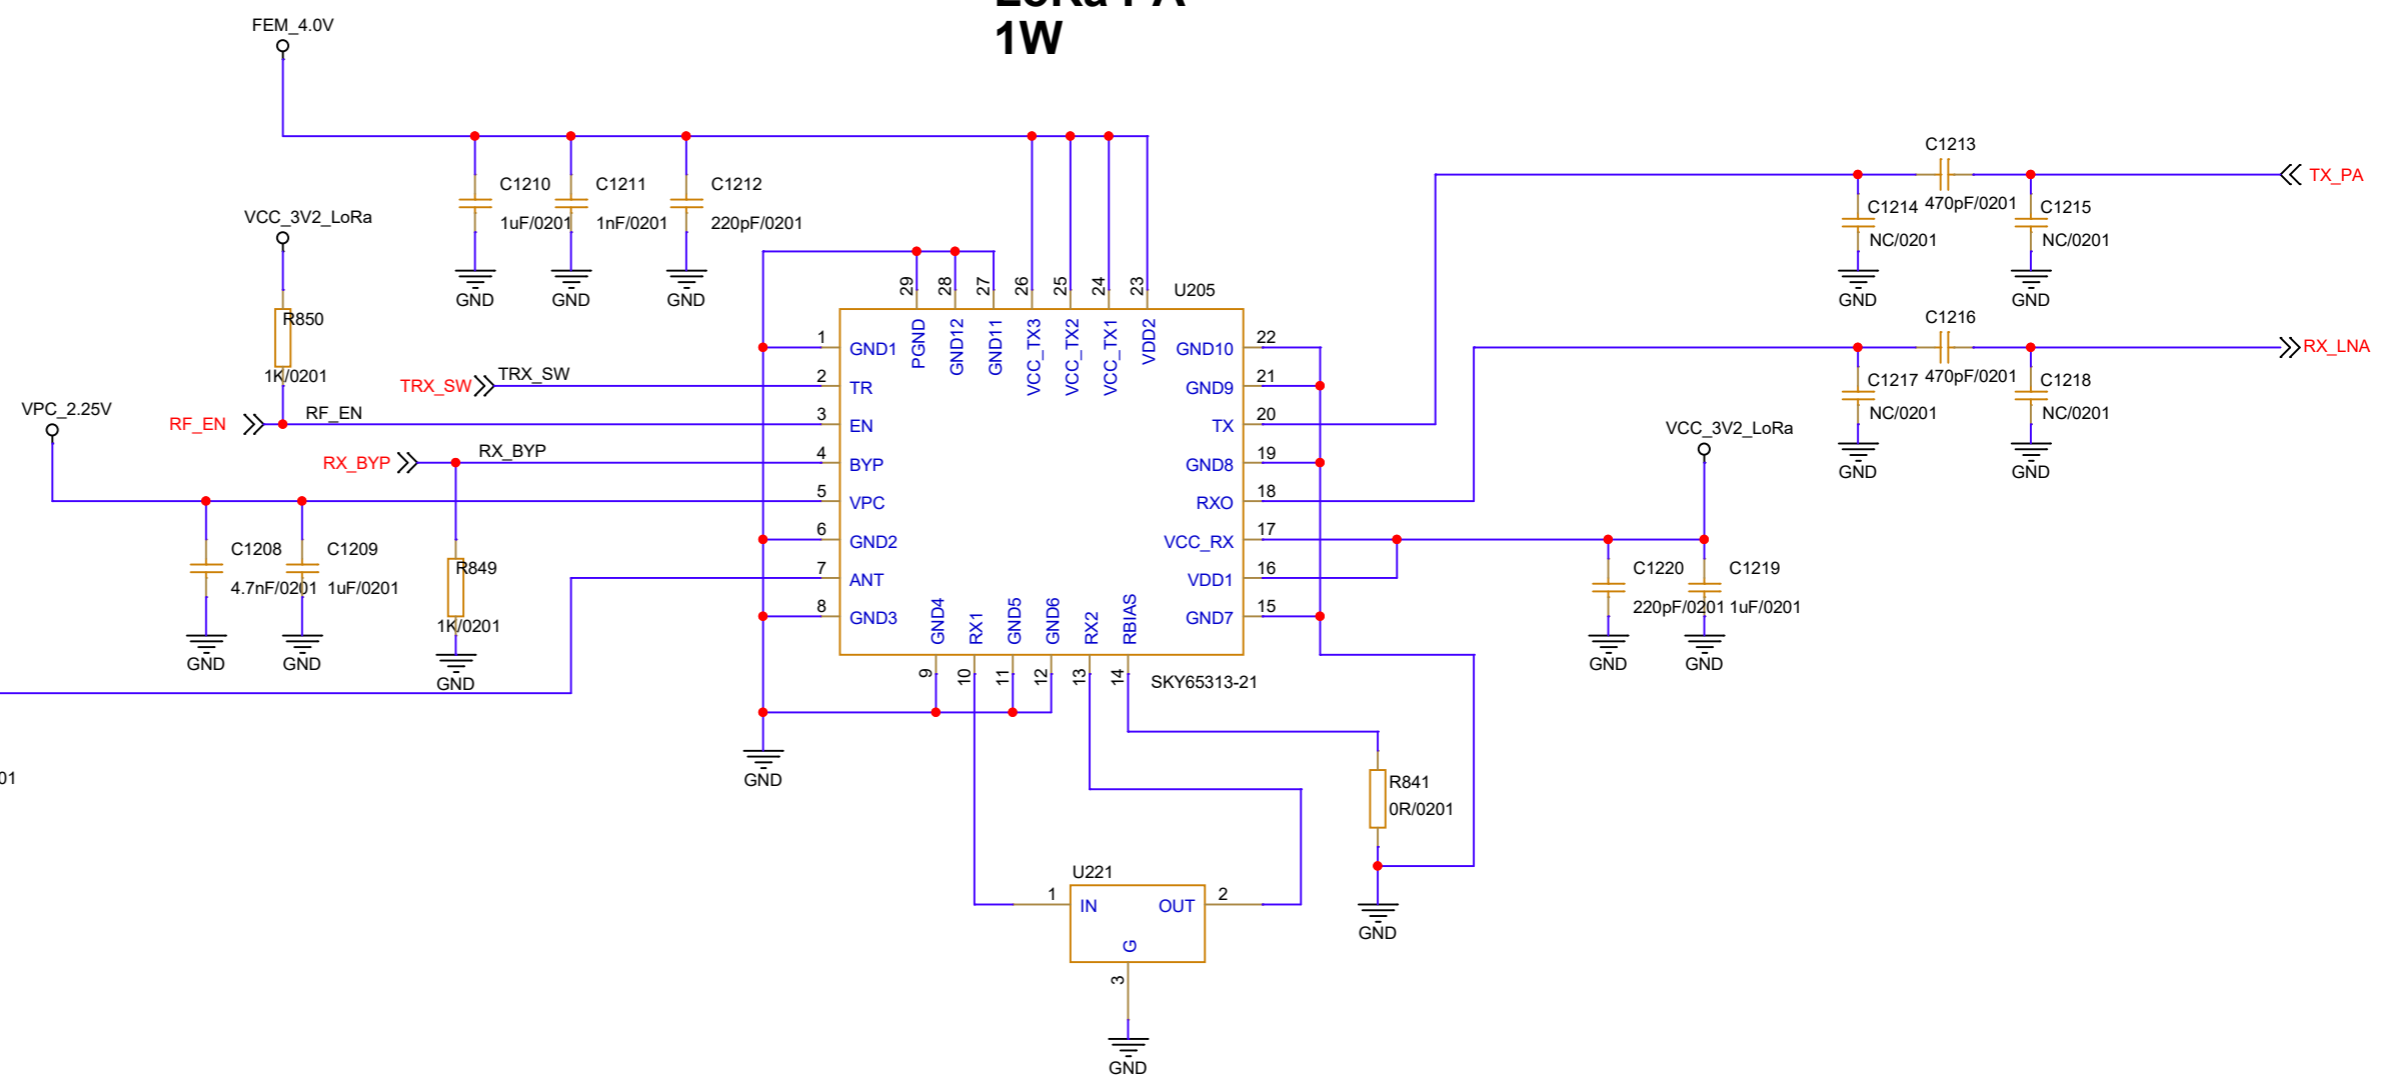 LoRa PA
1W
FEM_4.0V
C1210
1uF/0201
C1211
1nF/0201
C1212
220pF/0201
GND
GND
GND
VCC_3V2_LoRa
R850
1K/0201
TRX_SW
TRX_SW
RF_EN
RF_EN
RX_BYP
RX_BYP
VPC_2.25V
C1208
4.7nF/0201
C1209
1uF/0201
R849
1K/0201
GND
GND
GND
01
U205
29
28
27
26
25
24
23
PGND
GND12
GND11
VCC_TX3
VCC_TX2
VCC_TX1
VDD2
1
GND1
2
TR
3
EN
4
BYP
5
VPC
6
GND2
7
ANT
8
GND3
22
GND10
21
GND9
20
TX
19
GND8
18
RXO
17
VCC_RX
16
VDD1
15
GND7
GND4
RX1
GND5
GND6
RX2
RBIAS
9
10
11
12
13
14
SKY65313-21
GND
R841
0R/0201
GND
U221
1
IN
OUT
2
G
3
GND
C1213
470pF/0201
C1214
NC/0201
C1215
NC/0201
GND
GND
TX_PA
C1216
470pF/0201
C1217
NC/0201
C1218
NC/0201
GND
GND
RX_LNA
VCC_3V2_LoRa
C1220
220pF/0201
C1219
1uF/0201
GND
GND